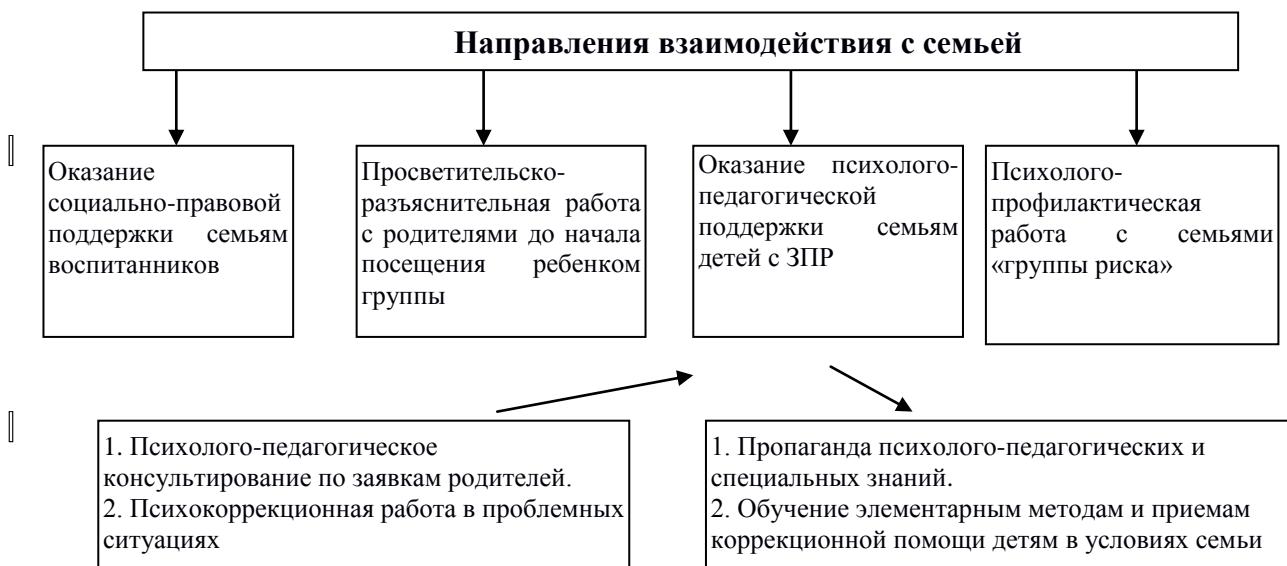 Направления взаимодействия с семьей
Оказание
социально-правовой
поддержки семьям
воспитанников
Просветительско-
разъяснительная работа
с родителями до начала
посещения ребенком
группы
Оказание психолого-
педагогической
поддержки семьям
детей с ЗПР
Психолого-
профилактическая
работа с семьями
«группы риска»
1. Психолого-педагогическое
консультирование по заявкам родителей.
2. Психокоррекционная работа в проблемных
ситуациях
1. Пропаганда психолого-педагогических и
специальных знаний.
2. Обучение элементарным методам и приемам
коррекционной помощи детям в условиях семьи